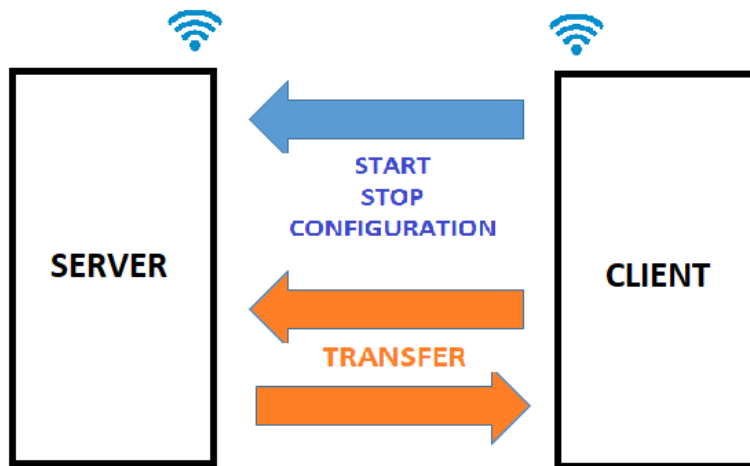 START
STOP
CONFIGURATION
SERVER
CLIENT
TRANSFER